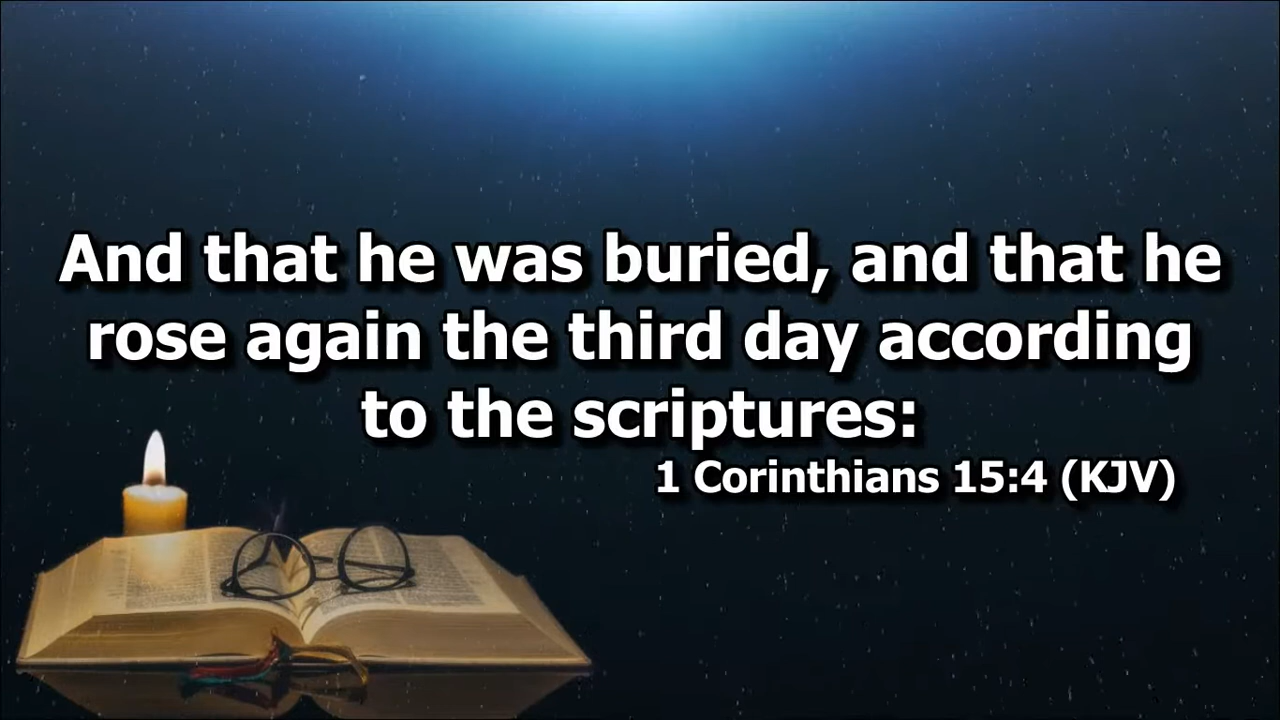 And that he was buried, and that he
rose again the third day according
to the scriptures:
1 Corinthians 15:4 (KJV)